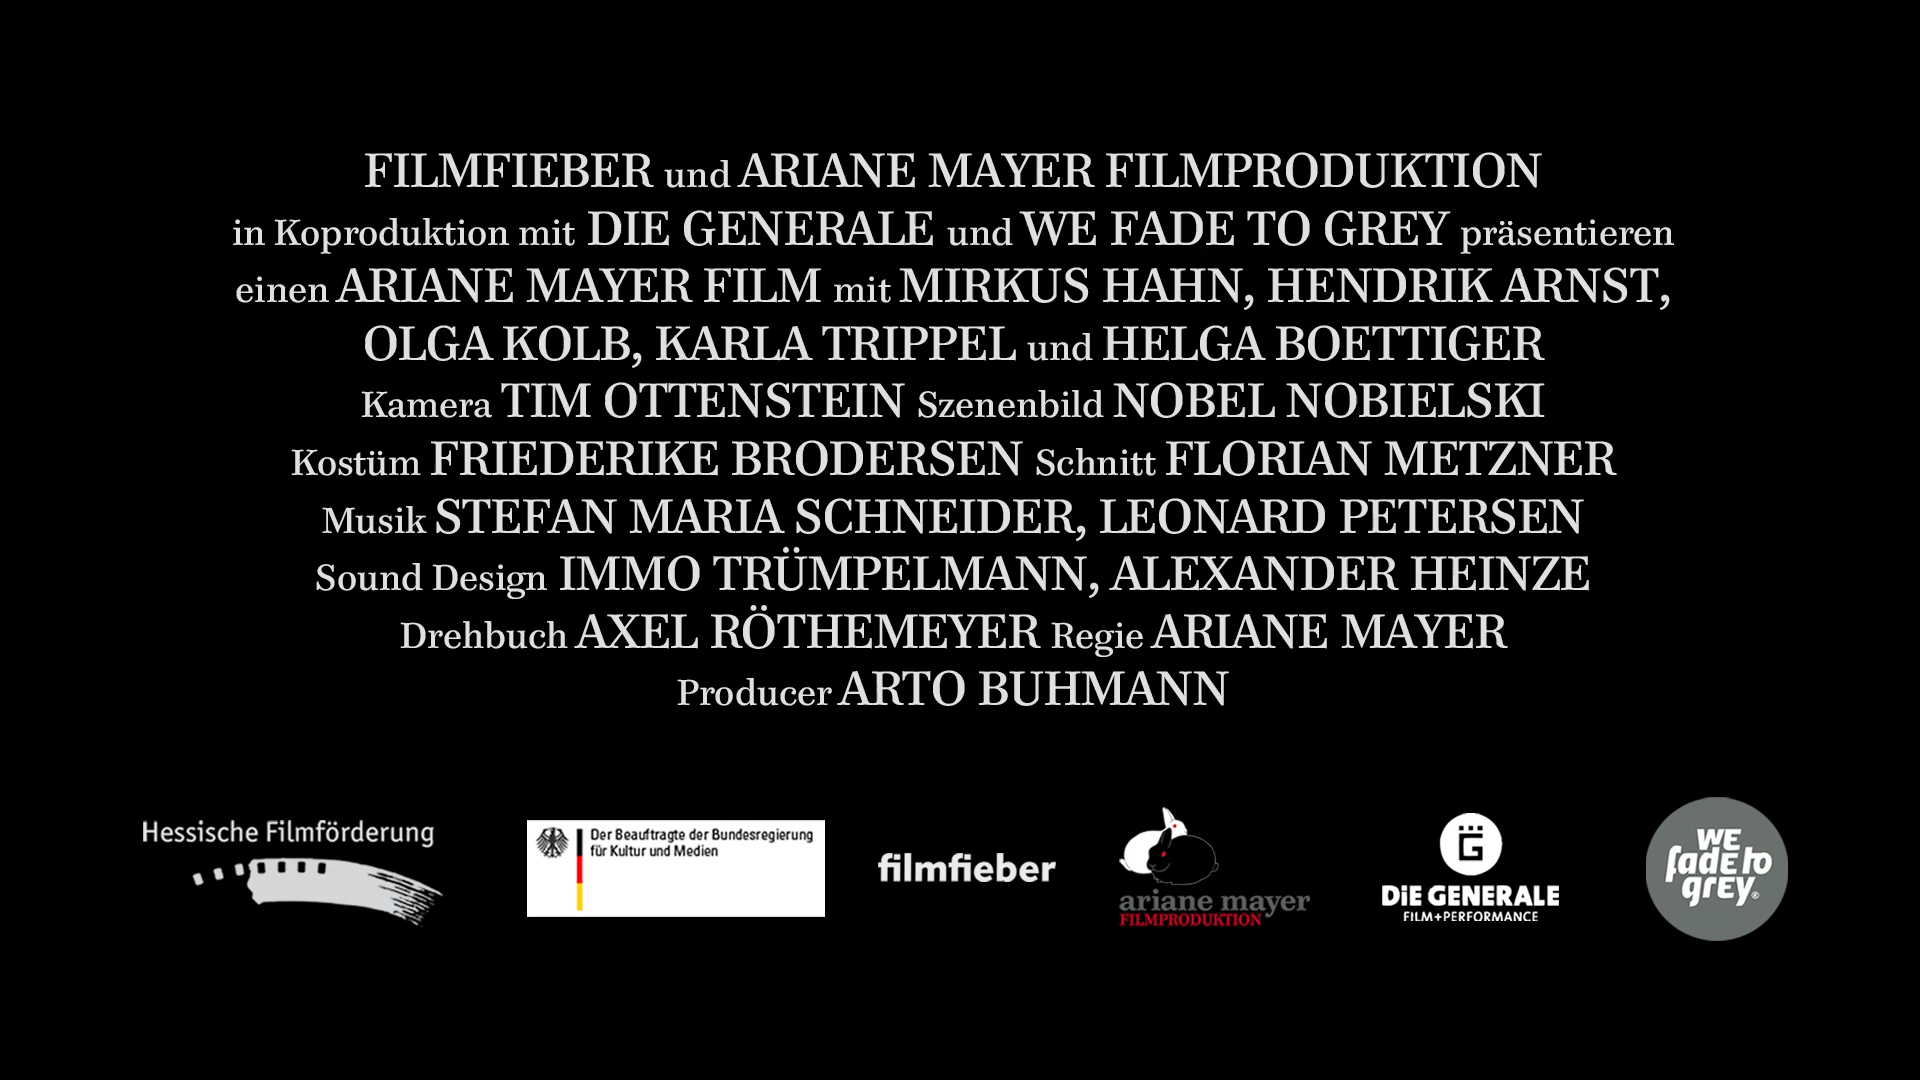 FILMFIEBER und ARIANE MAYER FILMPRODUKTION
in Koproduktion mit DIE GENERALE und WE FADE TO GREY präsentieren
einen ARIANE MAYER FILM mit MIRKUS HAHN, HENDRIK ARNST,
OLGA KOLB, KARLA TRIPPEL und HELGA BOETTIGER
Kamera TIM OTTENSTEIN Szenenbild NOBEL NOBIELSKI
Kostüm FRIEDERIKE BRODERSEN Schnitt FLORIAN METZNER
Musik STEFAN MARIA SCHNEIDER, LEONARD PETERSEN
Sound Design IMMO TRÜMPELMANN, ALEXANDER HEINZE
Drehbuch AXEL RÖTHEMEYER Regie ARIANE MAYER
Producer ARTO BUHMANN
Hessische Filmförderung
Der Beauftragte der Bundesregierung
für Kultur und Medien
filmfieber
ariane mayer
FILMPRODUKTION
G
DiE GENERALE
FILM+PERFORMANCE
WE
fade to
grEy®